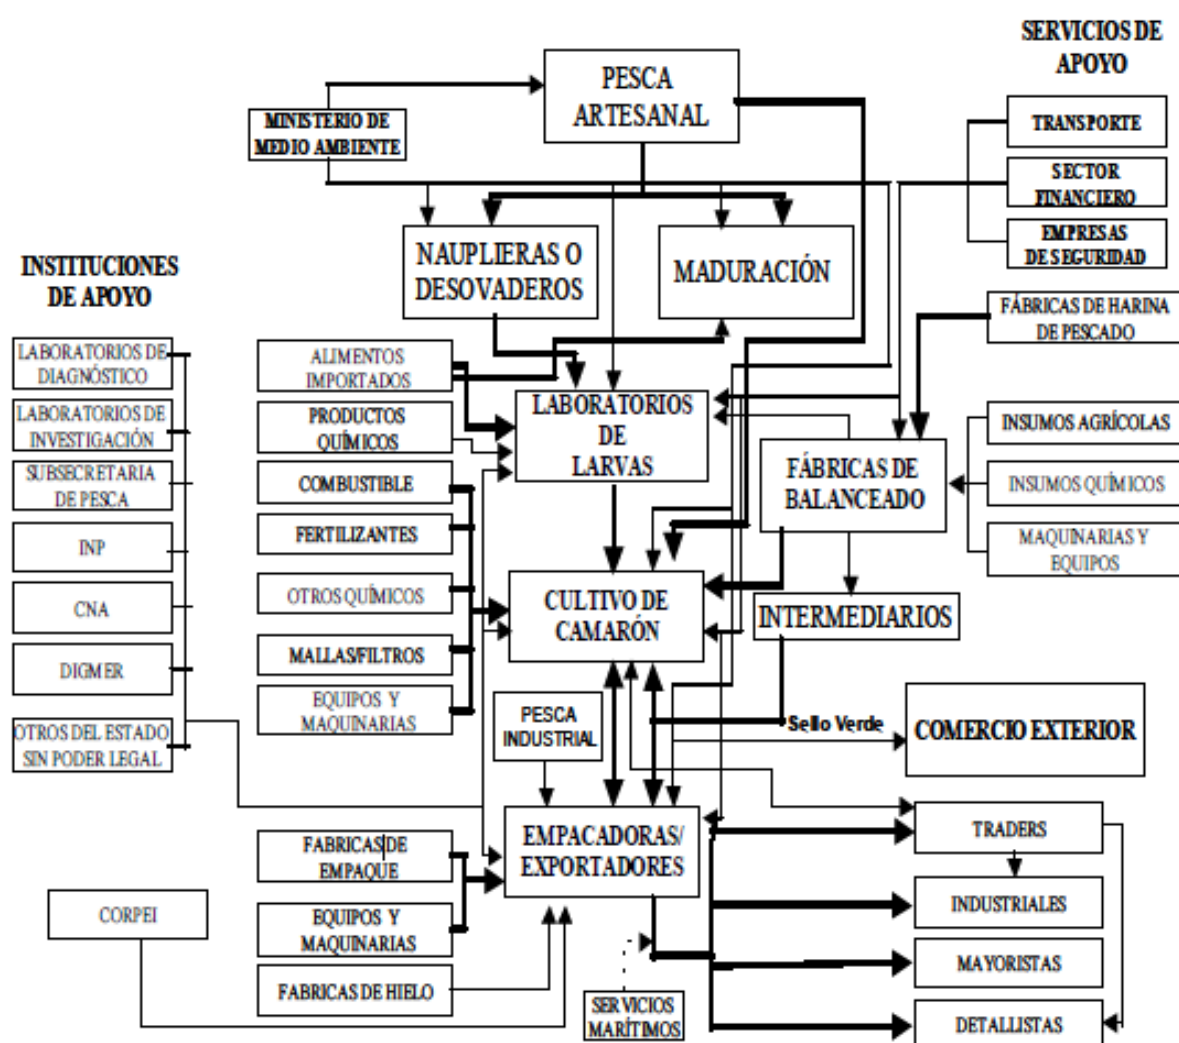 SERVICIOS DE
APOYO
PESCA
ARTESANAL
MINISTERIO DE
MEDIO AMBIENTE
TRANSPORTE
SECTOR
FINANCIERO
EMPRESAS
DE SEGURIDAD
NAUPLIERAS O
DESOVADEROS
MADURACIÓN
INSTITUCIONES
DE APOYO
FÁBRICAS DE HARINA
DE PESCADO
LABORATORIOS DE
DIAGNÓSTICO
LABORATORIOS DE
INVESTIGACIÓN
SUBSECRETARIA
DE PESCA
INP
CNA
DIGMER
OTROS DEL ESTADO
SIN PODER LEGAL
ALIMENTOS
IMPORTADOS
PRODUCTOS
QUÍMICOS
COMBUSTIBLE
FERTILIZANTES
OTROS QUÍMICOS
MALLAS/FILTROS
EQUIPOS Y
MAQUINARIAS
LABORATORIOS
DE
LARVAS
FÁBRICAS DE
BALANCEADO
INSUMOS AGRÍCOLAS
INSUMOS QUÍMICOS
MAQUINARIAS Y
EQUIPOS
CULTIVO DE
CAMARÓN
INTERMEDIARIOS
PESCA
INDUSTRIAL
Sello Verde
COMERCIO EXTERIOR
EMPACADORAS/
EXPORTADORES
TRADERS
INDUSTRIALES
MAYORISTAS
DETALLISTAS
FABRICAS DE
EMPAQUE
EQUIPOS Y
MAQUINARIAS
FABRICAS DE HIELO
CORPEI
SERVICIOS
MARÍTIMOS